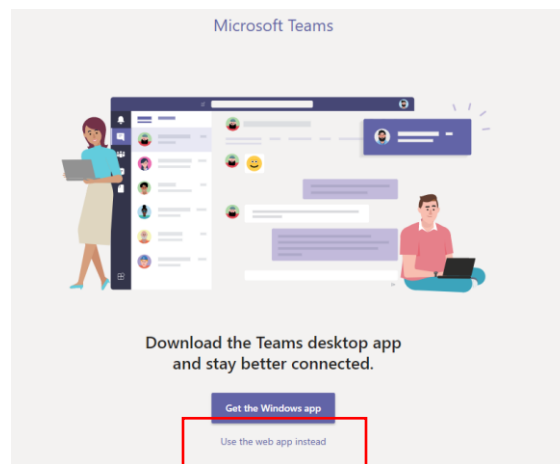 Microsoft Teams
Download the Teams desktop app
and stay better connected.
Get the Windows app
Use the web app instead